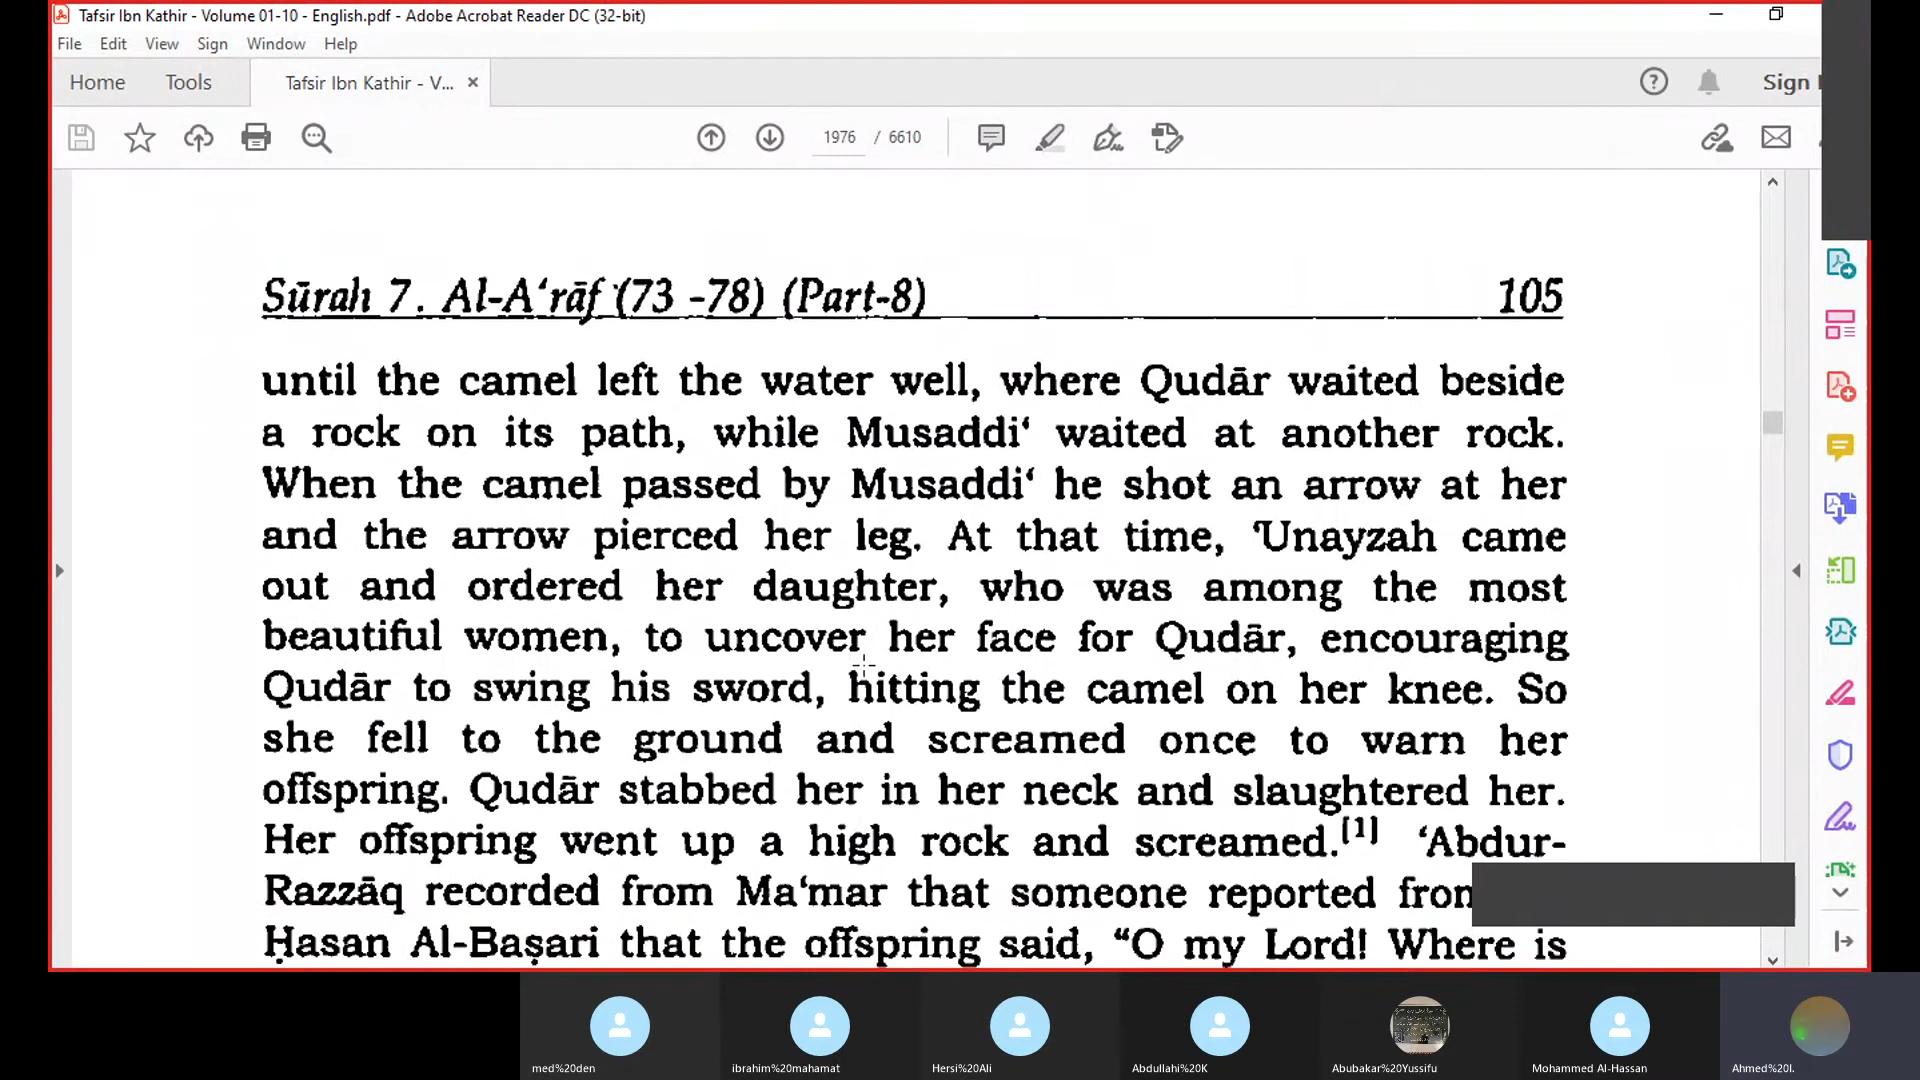 Tafsir Ibn Kathir - Volume 01-10 - English.pdf - Adobe Acrobat Reader DC (32-bit)
File Edit View Sign Window Help
Home Tools Tafsir Ibn Kathir - V... × Sign
1976 / 6610
Sūrah 7. Al-A‘rāf (73 -78) (Part-8) 105
until the camel left the water well, where Qudār waited beside
a rock on its path, while Musaddi‘ waited at another rock.
When the camel passed by Musaddi‘ he shot an arrow at her
and the arrow pierced her leg. At that time, ‘Unayzah came
out and ordered her daughter, who was among the most
beautiful women, to uncover her face for Qudār, encouraging
Qudār to swing his sword, hitting the camel on her knee. So
she fell to the ground and screamed once to warn her
offspring. Qudār stabbed her in her neck and slaughtered her.
Her offspring went up a high rock and screamed.[1] ‘Abdur-
Razzāq recorded from Ma‘mar that someone reported
Ḥasan Al-Baṣari that the offspring said, “O my Lord! Where is
med%20den ibrahim%20mahamat Hersi%20Ali Abdullahi%20K Abubakar%20Yussifu Mohammed Al-Hassan Ahmed%20I.